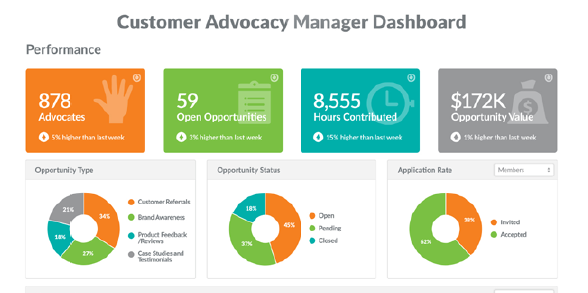 Customer Advocacy Manager Dashboard
Performance
878
Advocates
5% higher than last week
59
Open Opportunities
3% higher than last week
8,555
Hours Contributed
15% higher than last week
$172K
Opportunity Value
1% higher than last week
Opportunity Type
34%
27%
18%
21%
Customer Referrals
Brand Awareness
Product Feedback
/Reviews
Case Studies and
Testimonials
Opportunity Status
45%
37%
18%
Open
Pending
Closed
Application Rate
Members
38%
62%
Invited
Accepted